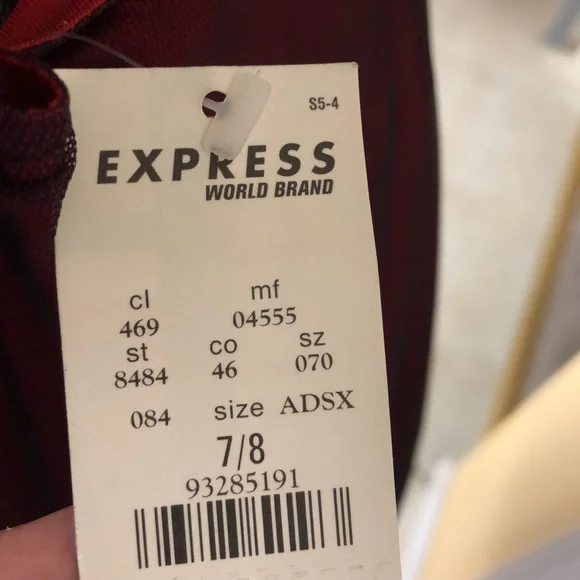 S5-4
EXPRESS
WORLD BRAND
cl mf
469 04555
st co sz
8484 46 070
084 size ADSX
7/8
93285191